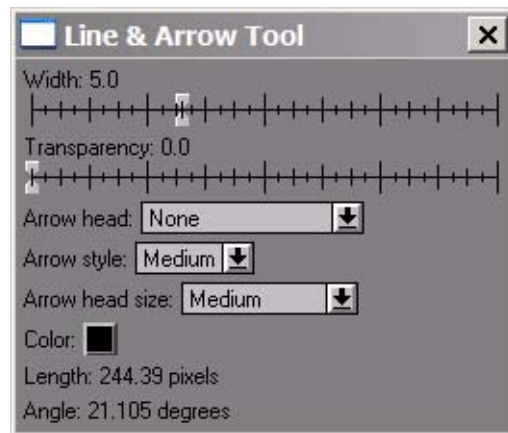 Line & Arrow Tool
Width: 5.0
Transparency: 0.0
Arrow head: None
Arrow style: Medium
Arrow head size: Medium
Color:
Length: 244.39 pixels
Angle: 21.105 degrees